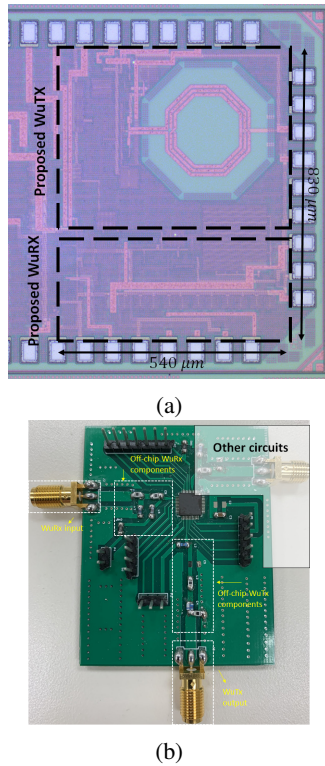 Proposed WuTX
Proposed WuRX
830 μm
540 μm
(a)
Other circuits
Off-chip WuRx
components
WuRx input
Off-chip WuTx
components
WuTx
output
(b)